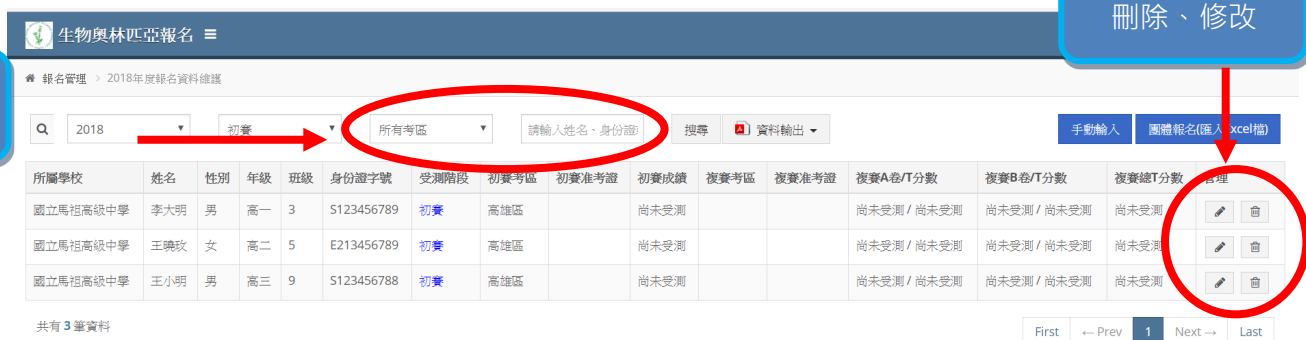 刪除、修改
生物奧林匹亞報名
報名管理 > 2018年度報名資料維護
2018 初賽 所有考區 請輸入姓名、身份證 搜尋 資料輸出 手動輸入 團體報名(匯入 xcel檔)
所屬學校 姓名 性別 年級 班級 身份證字號 受測階段 初賽考區 初賽准考證 初賽成績 複賽考區 複賽准考證 複賽A卷/T分數 複賽B卷/T分數 複賽總T分數 管理
國立馬祖高級中學 李大明 男 高一 3 S123456789 初賽 高雄區 尚未受測 尚未受測 / 尚未受測 尚未受測 / 尚未受測 尚未受測
國立馬祖高級中學 王曉玫 女 高二 5 E213456789 初賽 高雄區 尚未受測 尚未受測 / 尚未受測 尚未受測 / 尚未受測 尚未受測
國立馬祖高級中學 王小明 男 高三 9 S123456788 初賽 高雄區 尚未受測 尚未受測 / 尚未受測 尚未受測 / 尚未受測 尚未受測
共有 3 筆資料
First ← Prev 1 Next → Last